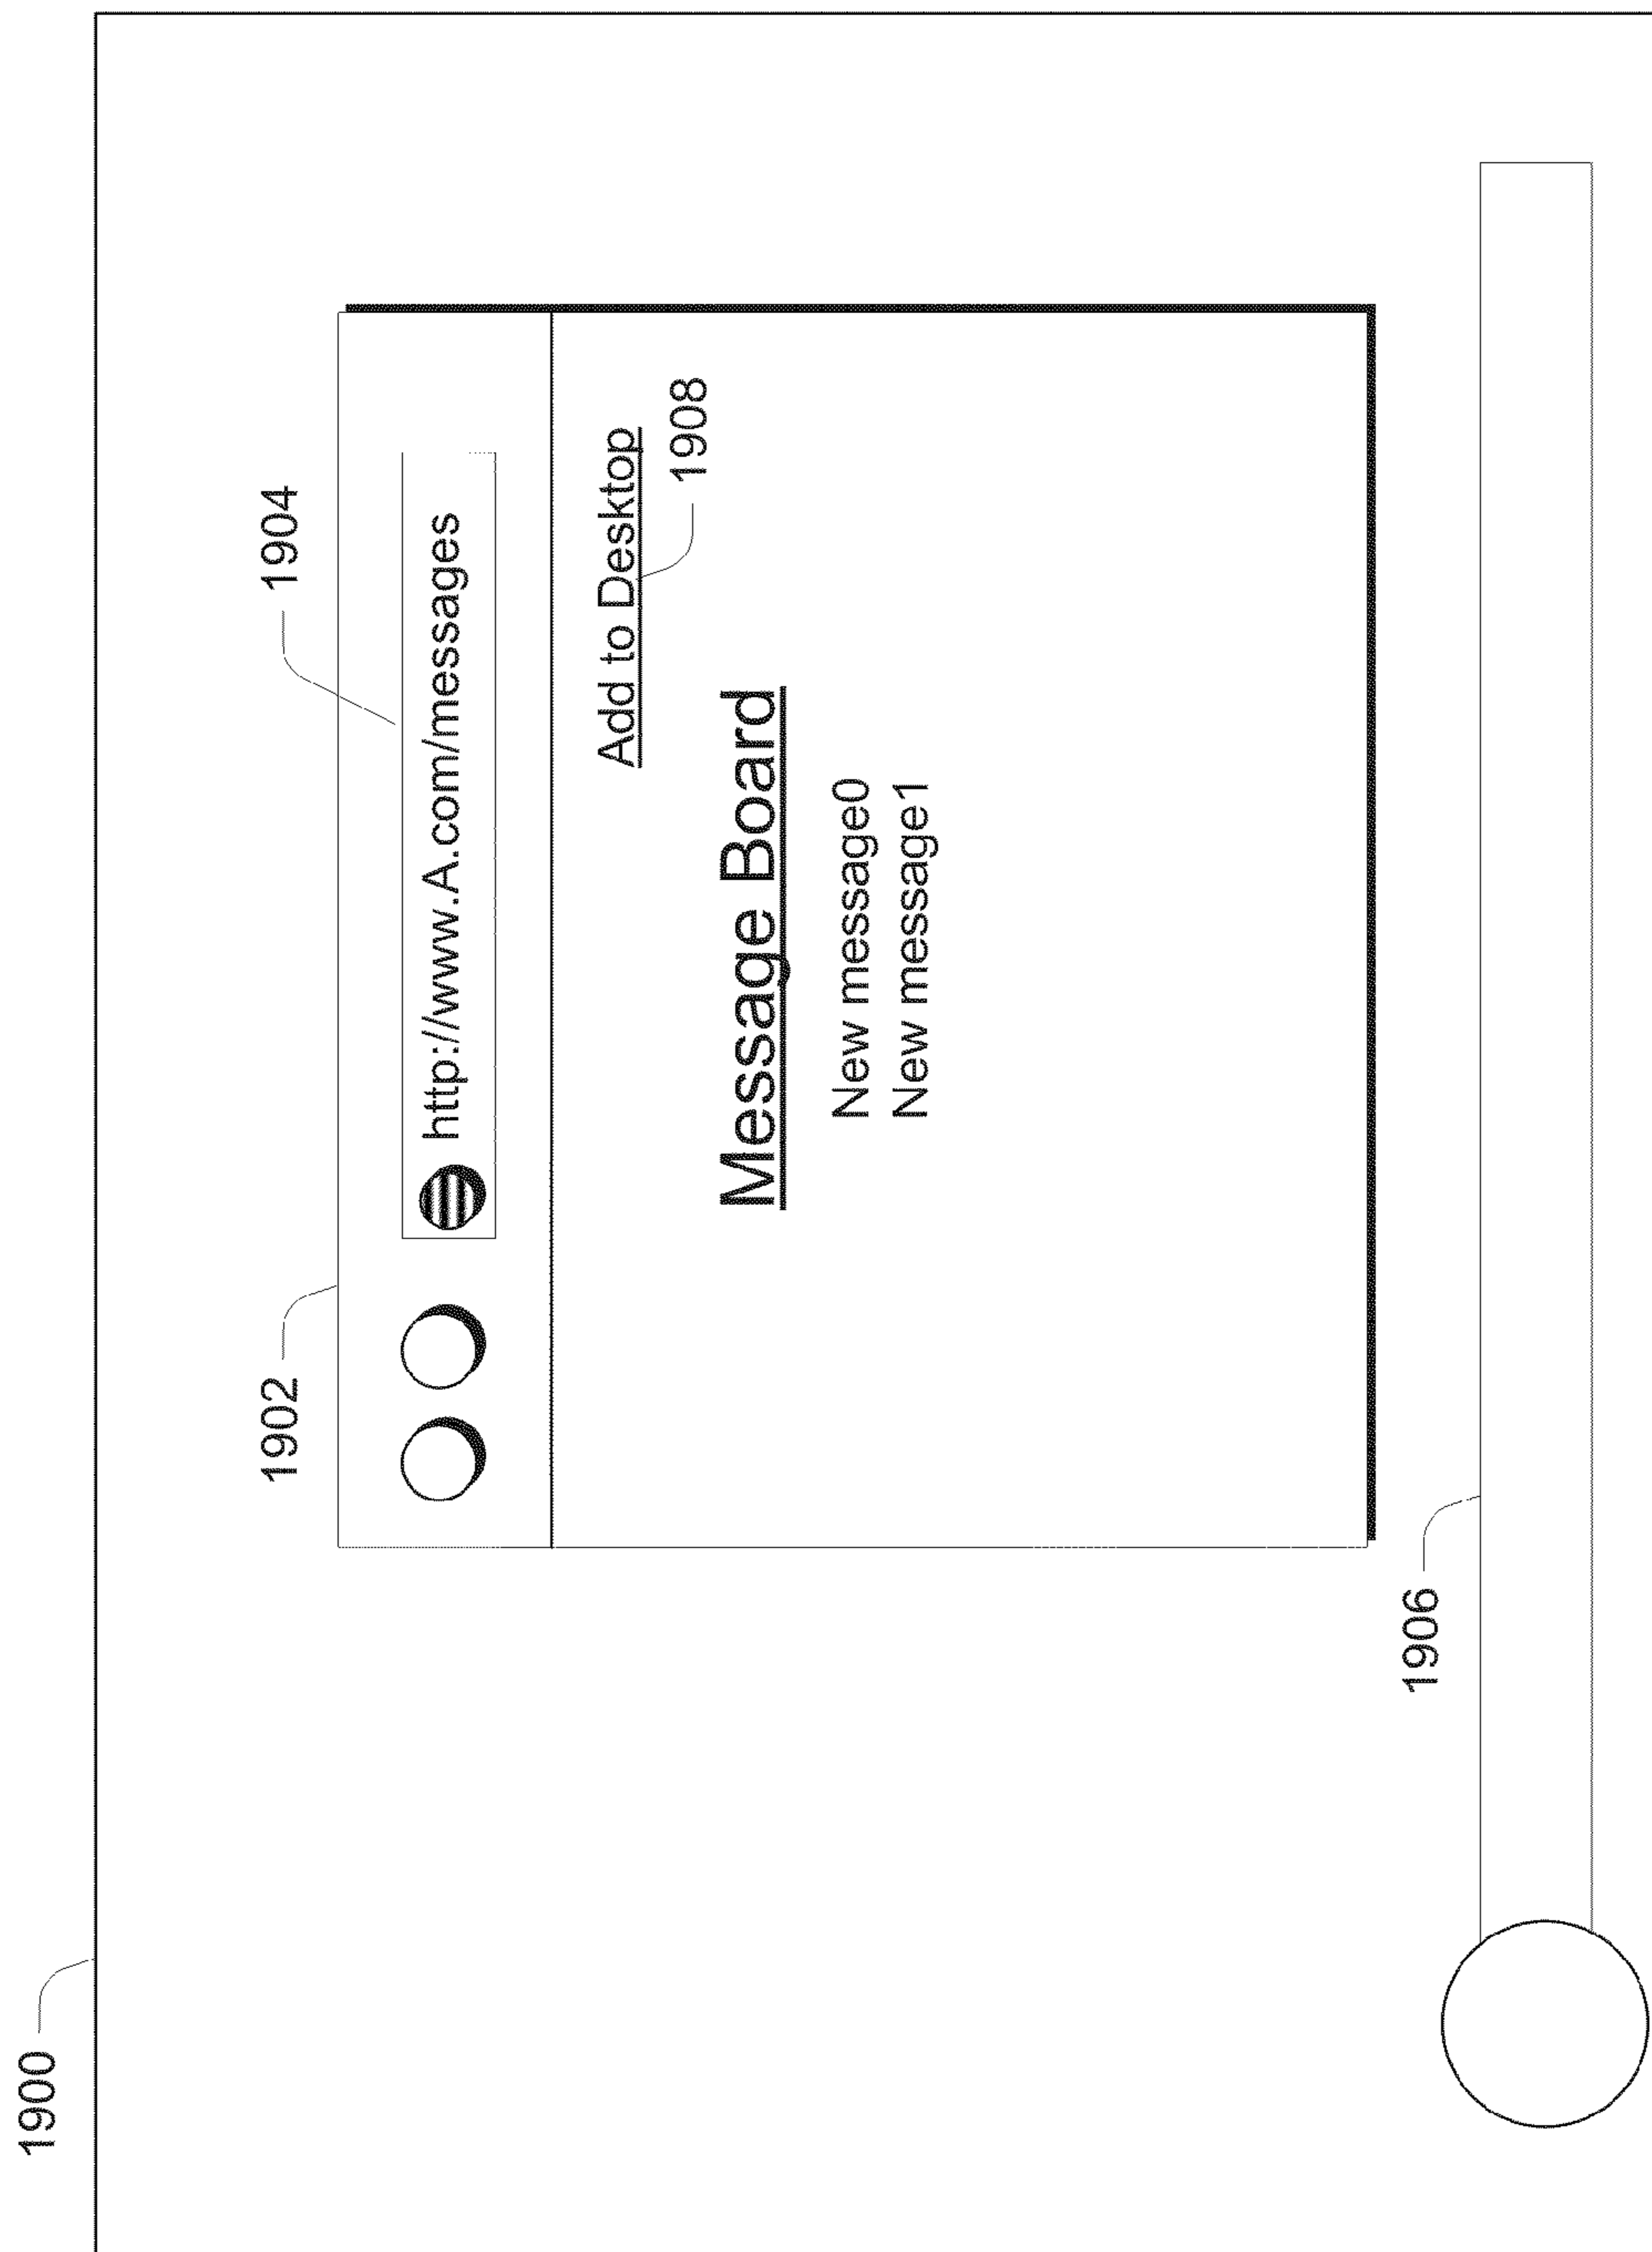 1900
1902
1904
http://www.A.com/messages
Add to Desktop
1908
Message Board
New message0
New message1
1906